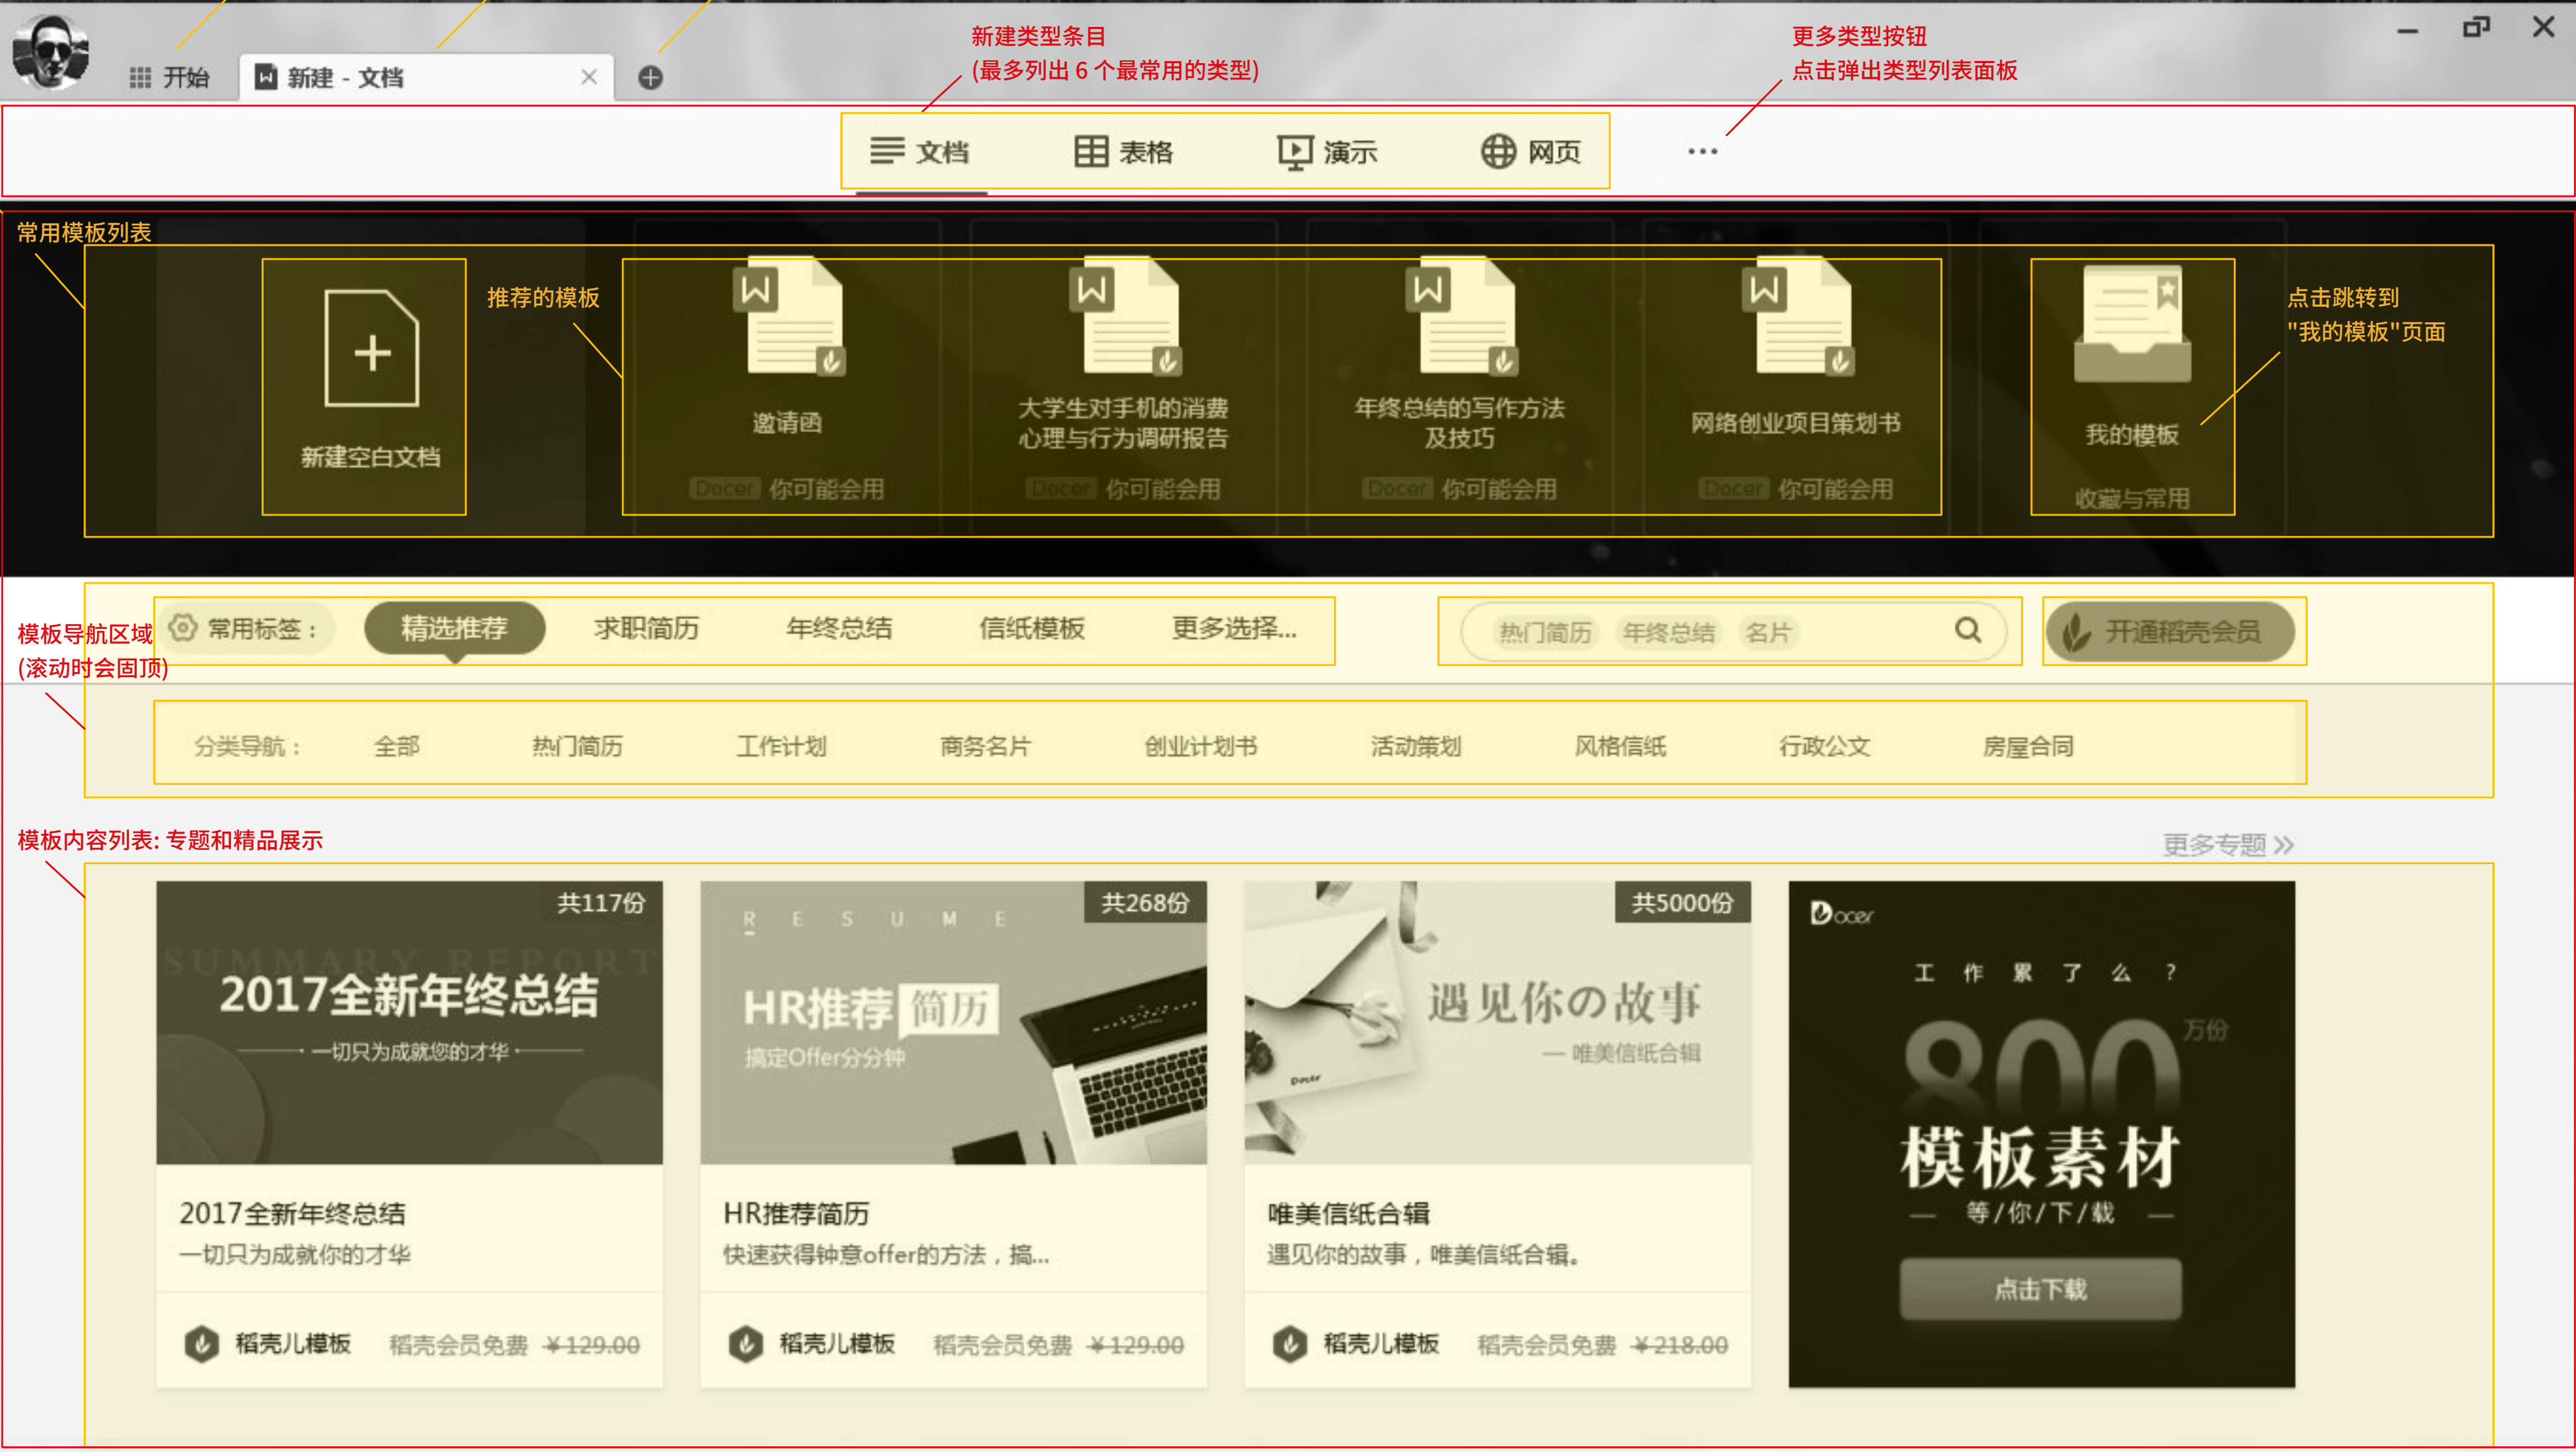 新建类型条目
(最多列出 6 个最常用的类型)
更多类型按钮
点击弹出类型列表面板
开始
新建 - 文档
文档
表格
演示
网页
常用模板列表
推荐的模板
点击跳转到
"我的模板"页面
新建空白文档
邀请函
Docer 你可能会用
大学生对手机的消费
心理与行为调研报告
Docer 你可能会用
年终总结的写作方法
及技巧
Docer 你可能会用
网络创业项目策划书
Docer 你可能会用
我的模板
收藏与常用
模板导航区域
(滚动时会固顶)
常用标签：
精选推荐
求职简历
年终总结
信纸模板
更多选择...
热门简历
年终总结
名片
开通稻壳会员
分类导航：
全部
热门简历
工作计划
商务名片
创业计划书
活动策划
风格信纸
行政公文
房屋合同
模板内容列表: 专题和精品展示
更多专题
共117份
SUMMARY REPORT
2017全新年终总结
一切只为成就您的才华
2017全新年终总结
一切只为成就你的才华
稻壳儿模板
稻壳会员免费 ¥129.00
共268份
RESUME
HR推荐简历
搞定Offer分分钟
HR推荐简历
快速获得钟意offer的方法，搞...
稻壳儿模板
稻壳会员免费 ¥129.00
共5000份
遇见你の故事
— 唯美信纸合辑
Docer
唯美信纸合辑
遇见你的故事，唯美信纸合辑。
稻壳儿模板
稻壳会员免费 ¥218.00
Docer
工作累了么？
800万份
模板素材
— 等/你/下/载 —
点击下载